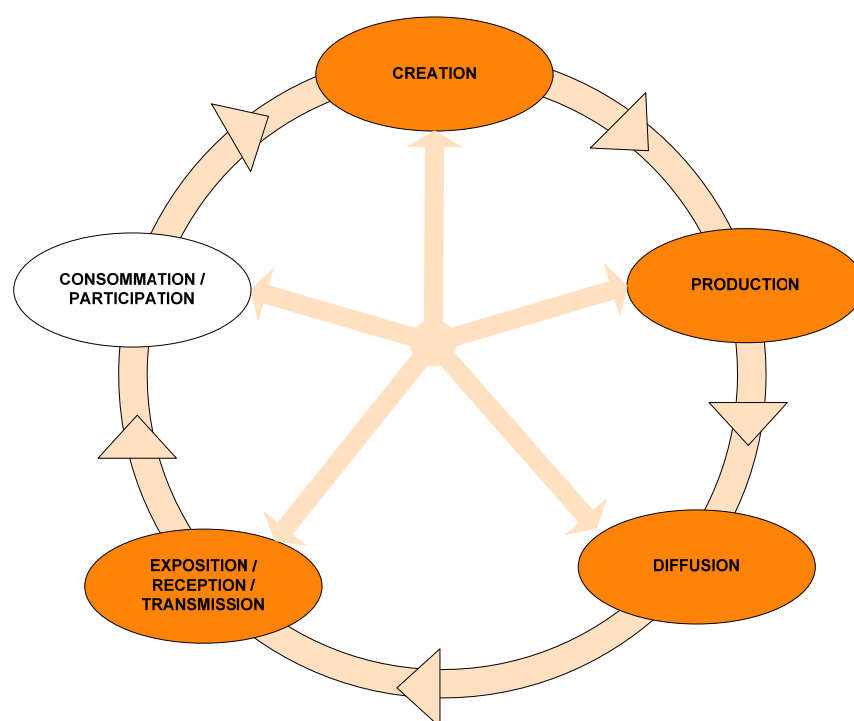 CREATION
PRODUCTION
DIFFUSION
EXPOSITION /
RECEPTION /
TRANSMISSION
CONSOMMATION /
PARTICIPATION